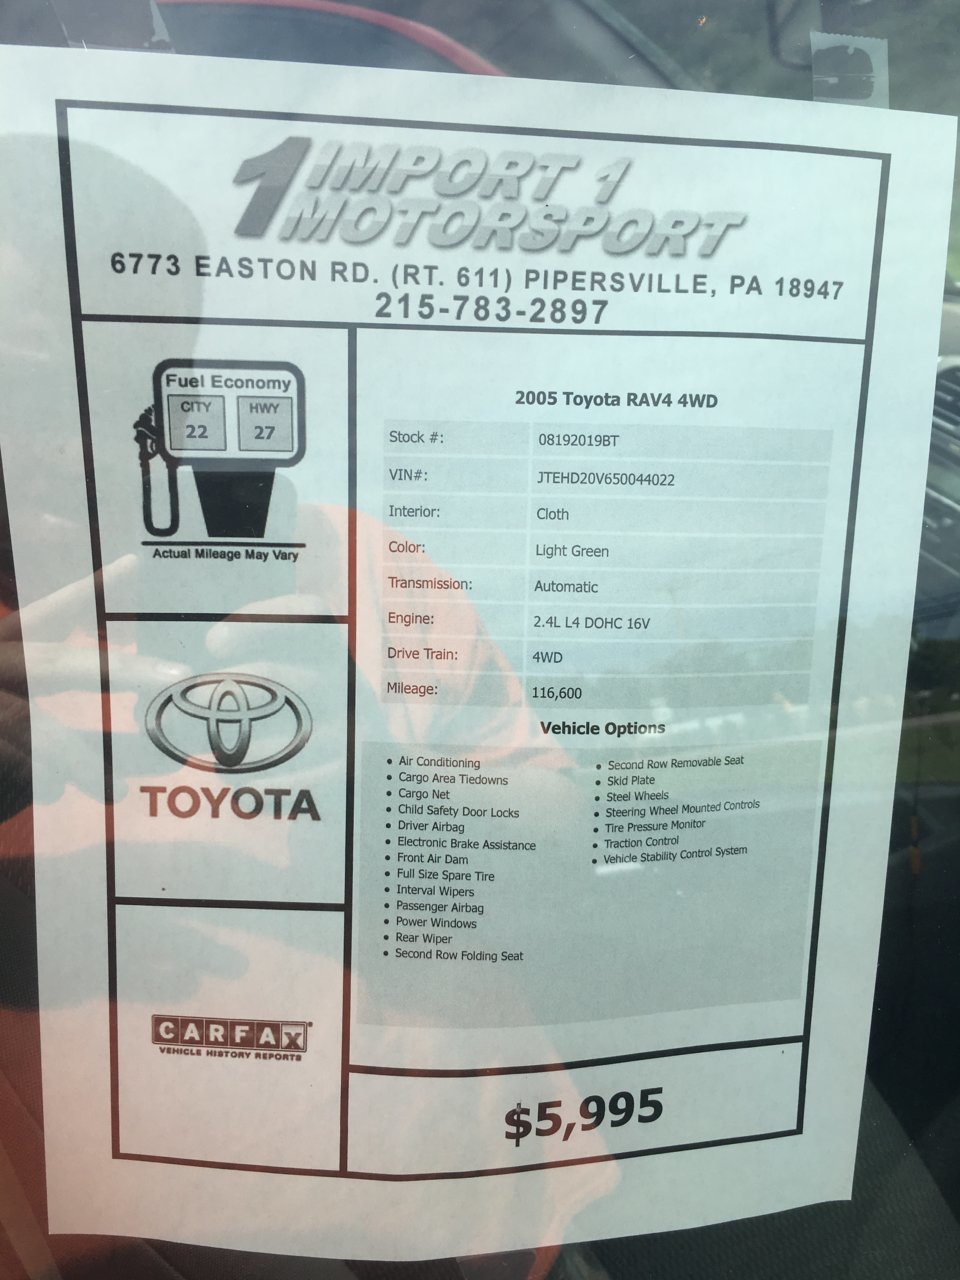 1 IMPORT 1
MOTORSPORT
6773 EASTON RD. (RT. 611) PIPERSVILLE, PA 18947
215-783-2897
Fuel Economy
CITY HWY
22 27
Actual Mileage May Vary
TOYOTA
CARFAX
VEHICLE HISTORY REPORTS
2005 Toyota RAV4 4WD
Stock #: 08192019BT
VIN#: JTEHD20V650044022
Interior: Cloth
Color: Light Green
Transmission: Automatic
Engine: 2.4L L4 DOHC 16V
Drive Train: 4WD
Mileage: 116,600
Vehicle Options
• Air Conditioning
• Cargo Area Tiedowns
• Cargo Net
• Child Safety Door Locks
• Driver Airbag
• Electronic Brake Assistance
• Front Air Dam
• Full Size Spare Tire
• Interval Wipers
• Passenger Airbag
• Power Windows
• Rear Wiper
• Second Row Folding Seat
• Second Row Removable Seat
• Skid Plate
• Steel Wheels
• Steering Wheel Mounted Controls
• Tire Pressure Monitor
• Traction Control
• Vehicle Stability Control System
$5,995